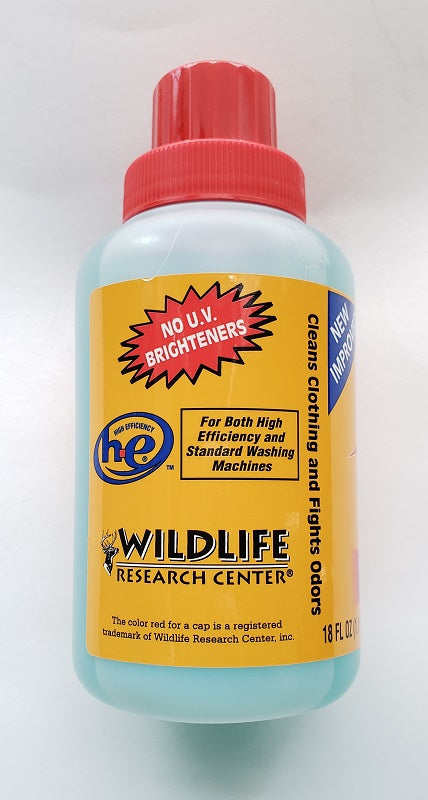 NO U.V.
BRIGHTENERS
NEW
Cleans Clothing and Fights Odors
HIGH EFFICIENCY
he®
TM
For Both High
Efficiency and
Standard Washing
Machines
WILDLIFE
RESEARCH CENTER®
The color red for a cap is a registered
trademark of Wildlife Research Center, inc.
18 FL OZ